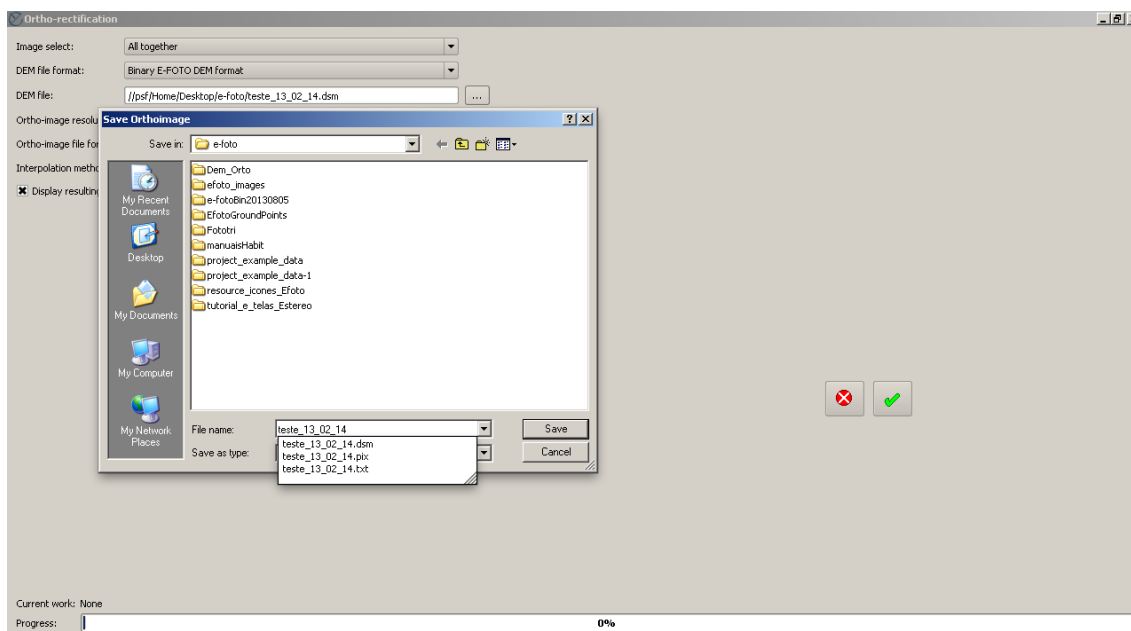 Ortho-rectification
Image select: All together
DEM file format: Binary E-FOTO DEM format
DEM file: //psf/Home/Desktop/e-foto/teste_13_02_14.dsm ...
Ortho-image resolu
Ortho-image file for
Interpolation metho
Display resulting
Save Orthoimage
Save in: e-foto
My Recent Documents
Desktop
My Documents
My Computer
My Network Places
Dem_Orto
efoto_images
e-fotoBin20130805
EfotoGroundPoints
Fototri
manuaisHabit
project_example_data
project_example_data-1
resource_icones_Efoto
tutorial_e_telas_Estereo
File name: teste_13_02_14 Save
Save as type: Cancel
teste_13_02_14.dsm
teste_13_02_14.pix
teste_13_02_14.txt
Current work: None
Progress: 0%